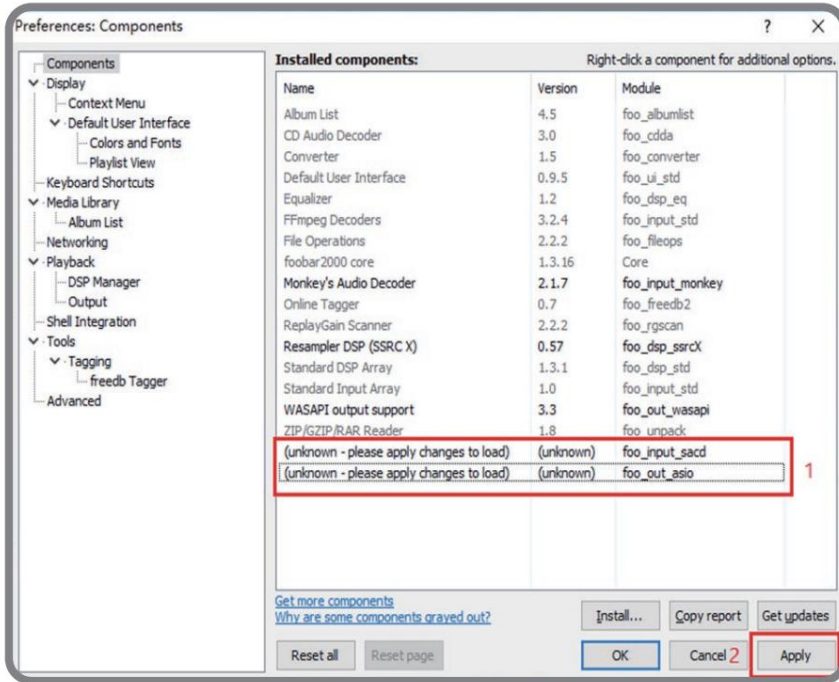 Preferences: Components ? X
Components
Display
Context Menu
Default User Interface
Colors and Fonts
Playlist View
Keyboard Shortcuts
Media Library
Album List
Networking
Playback
DSP Manager
Output
Shell Integration
Tools
Tagging
freedb Tagger
Advanced
Installed components: Right-click a component for additional options.
Name Version Module
Album List 4.5 foo_albumlist
CD Audio Decoder 3.0 foo_cdda
Converter 1.5 foo_converter
Default User Interface 0.9.5 foo_ui_std
Equalizer 1.2 foo_dsp_eq
FFmpeg Decoders 3.2.4 foo_input_std
File Operations 2.2.2 foo_fileops
foobar2000 core 1.3.16 Core
Monkey's Audio Decoder 2.1.7 foo_input_monkey
Online Tagger 0.7 foo_freedb2
ReplayGain Scanner 2.2.2 foo_rgscan
Resampler DSP (SSRC X) 0.57 foo_dsp_ssrcX
Standard DSP Array 1.3.1 foo_dsp_std
Standard Input Array 1.0 foo_input_std
WASAPI output support 3.3 foo_out_wasapi
ZIP/GZIP/RAR Reader 1.8 foo_unpack
(unknown - please apply changes to load) (unknown) foo_input_sacd
(unknown - please apply changes to load) (unknown) foo_out_asio
1
Get more components
Why are some components grayed out?
Install... Copy report Get updates
Reset all Reset page OK Cancel 2 Apply